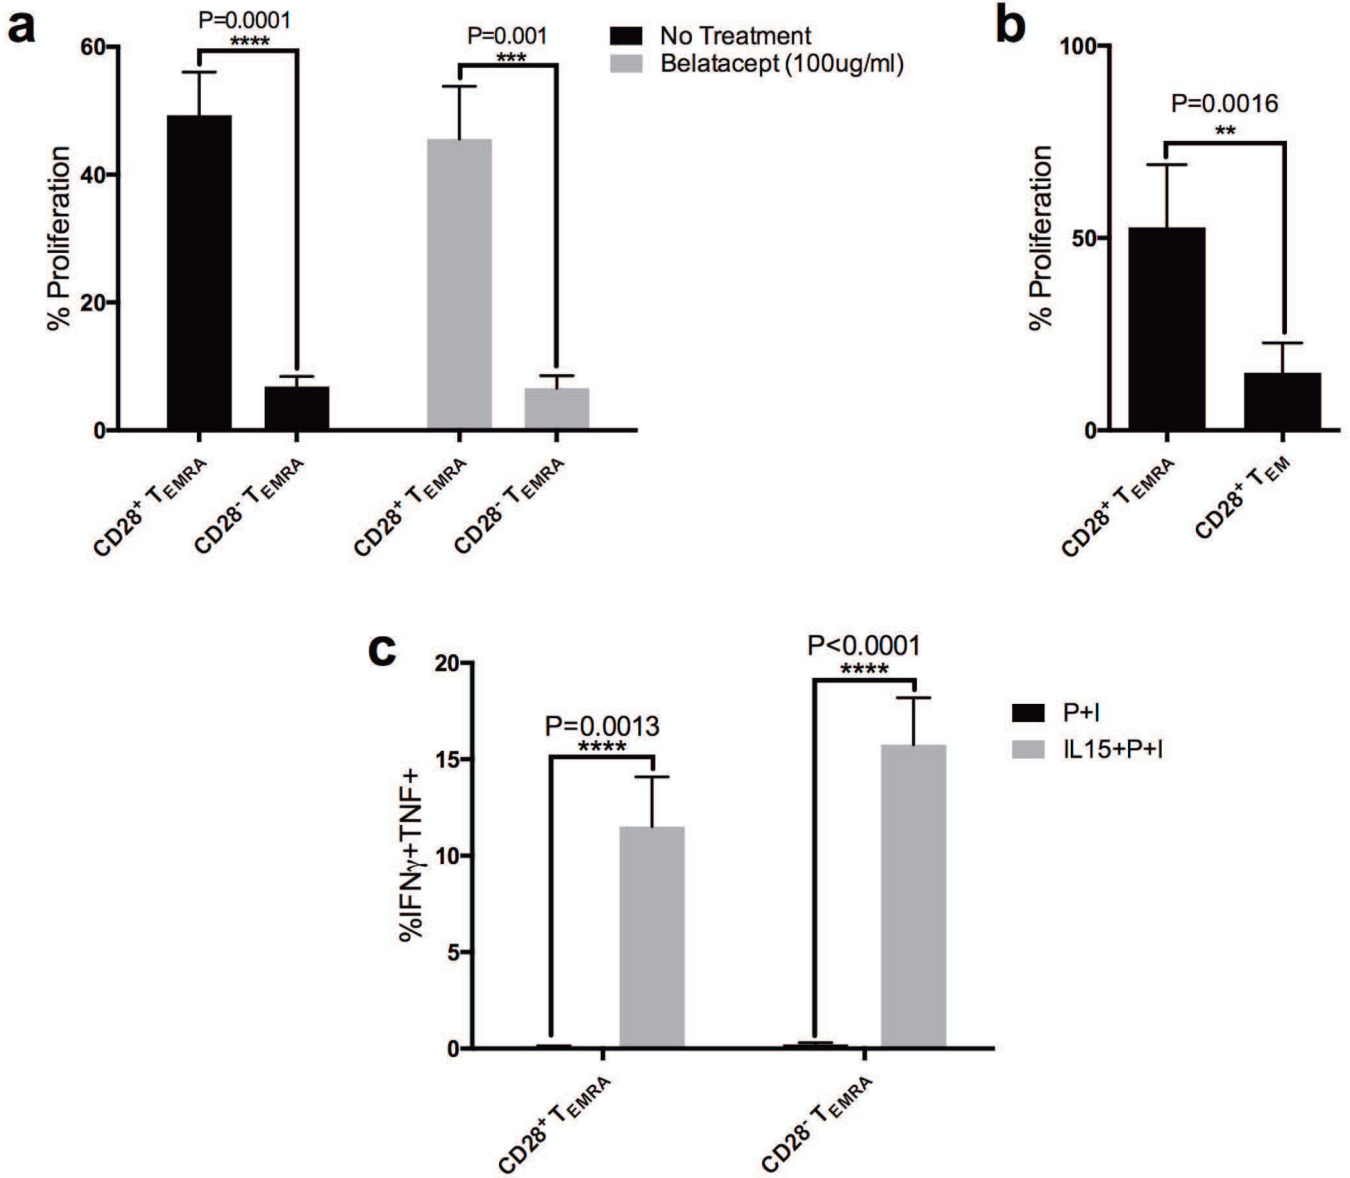 a
P=0.0001
****
P=0.001
***
No Treatment
Belatacept (100ug/ml)
% Proliferation
60
40
20
0
CD28⁺ TEMRA
CD28⁻ TEMRA
CD28⁺ TEMRA
CD28⁻ TEMRA
b
P=0.0016
**
% Proliferation
100
50
0
CD28⁺ TEMRA
CD28⁺ TEM
c
P=0.0013
****
P<0.0001
****
P+I
IL15+P+I
%IFNγ+TNF+
20
15
10
5
0
CD28⁺ TEMRA
CD28⁻ TEMRA